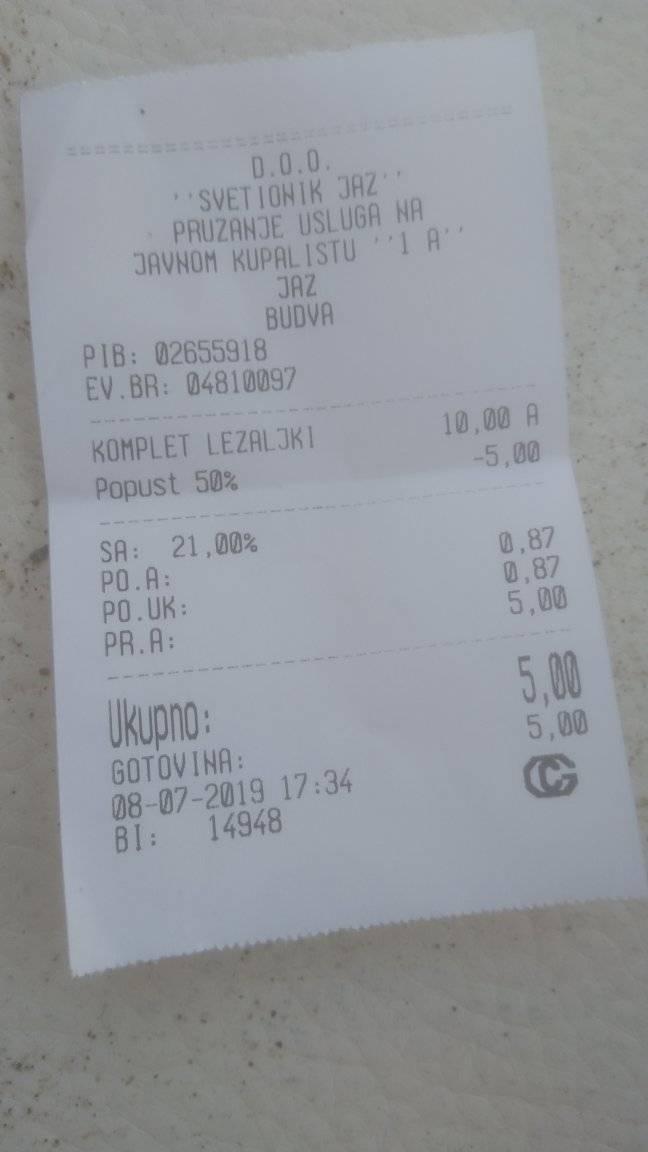 D.O.O.
''SVETIONIK JAZ''
PRUZANJE USLUGA NA
JAVNOM KUPALISTU ''1 A''
JAZ
BUDVA
PIB: 02655918
EV.BR: 04810097
KOMPLET LEZALJKI 10,00 A
Popust 50% -5,00
SA: 21,00%
PO.A: 0,87
PO.UK: 0,87
PR.A: 5,00
Ukupno: 5,00
GOTOVINA: 5,00
08-07-2019 17:34
BI: 14948